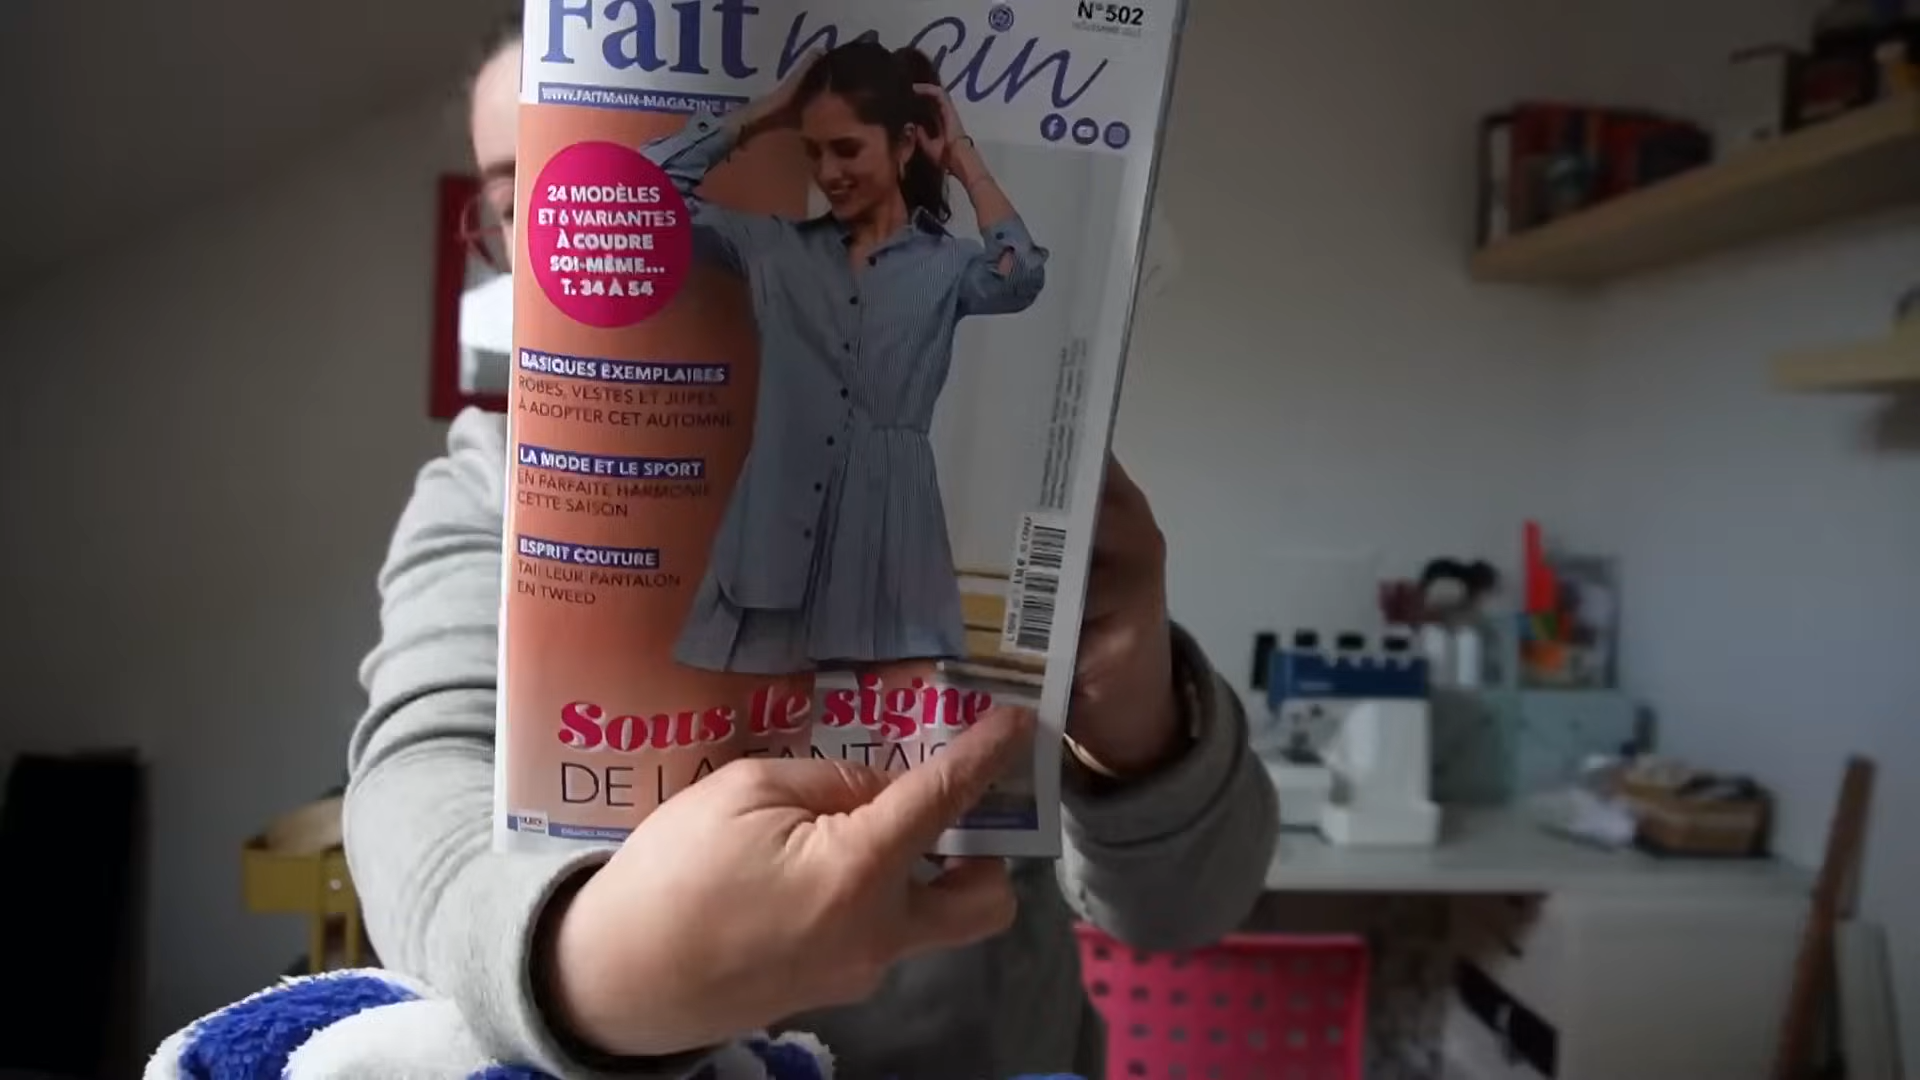 Fait main
N°502
WWW.FAITMAIN-MAGAZINE
24 MODÈLES
ET 6 VARIANTES
À COUDRE
SOI-MÊME...
T. 34 À 54
BASIQUES EXEMPLAIRES
ROBES, VESTES ET JUPES
À ADOPTER CET AUTOMNE
LA MODE ET LE SPORT
EN PARFAITE HARMONIE
CETTE SAISON
ESPRIT COUTURE
TAILLEUR PANTALON
EN TWEED
Sous le signe
DE LA FANTAIS